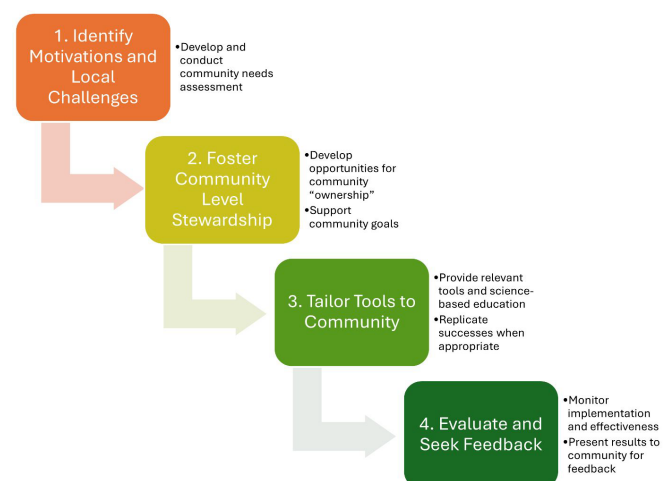 1. Identify
Motivations and
Local
Challenges
•Develop and
conduct
community needs
assessment
2. Foster
Community
Level
Stewardship
•Develop
opportunities for
community
“ownership”
•Support
community goals
3. Tailor Tools to
Community
•Provide relevant
tools and science-
based education
•Replicate
successes when
appropriate
4. Evaluate and
Seek Feedback
•Monitor
implementation
and effectiveness
•Present results to
community for
feedback